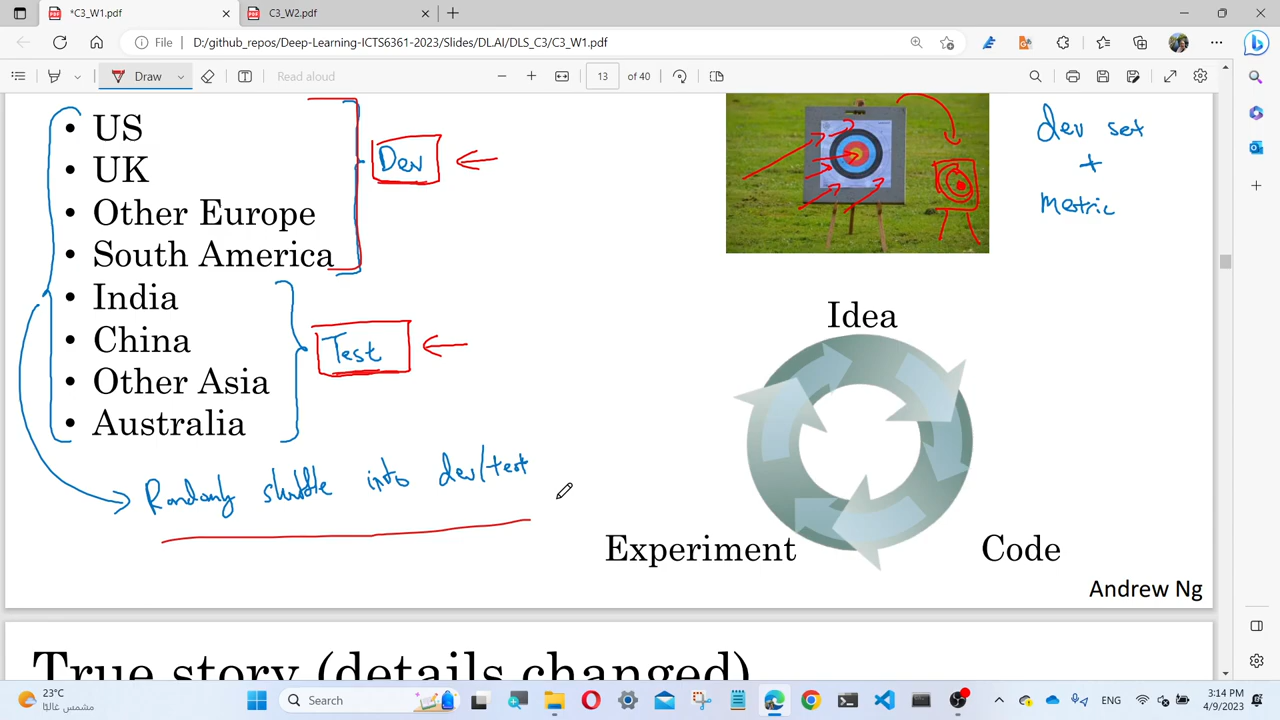 *C3_W1.pdf
C3_W2.pdf
File
D:/github_repos/Deep-Learning-ICTS6361-2023/Slides/DL.AI/DLS_C3/C3_W1.pdf
Draw
Read aloud
13 of 40
• US
• UK
• Other Europe
• South America
• India
• China
• Other Asia
• Australia
Dev
Test
Randomly shuffle into dev/test
dev set
+
metric
Idea
Experiment
Code
Andrew Ng
True story (details changed)
23°C
مشمس غالبًا
Search
ENG
3:14 PM
4/9/2023